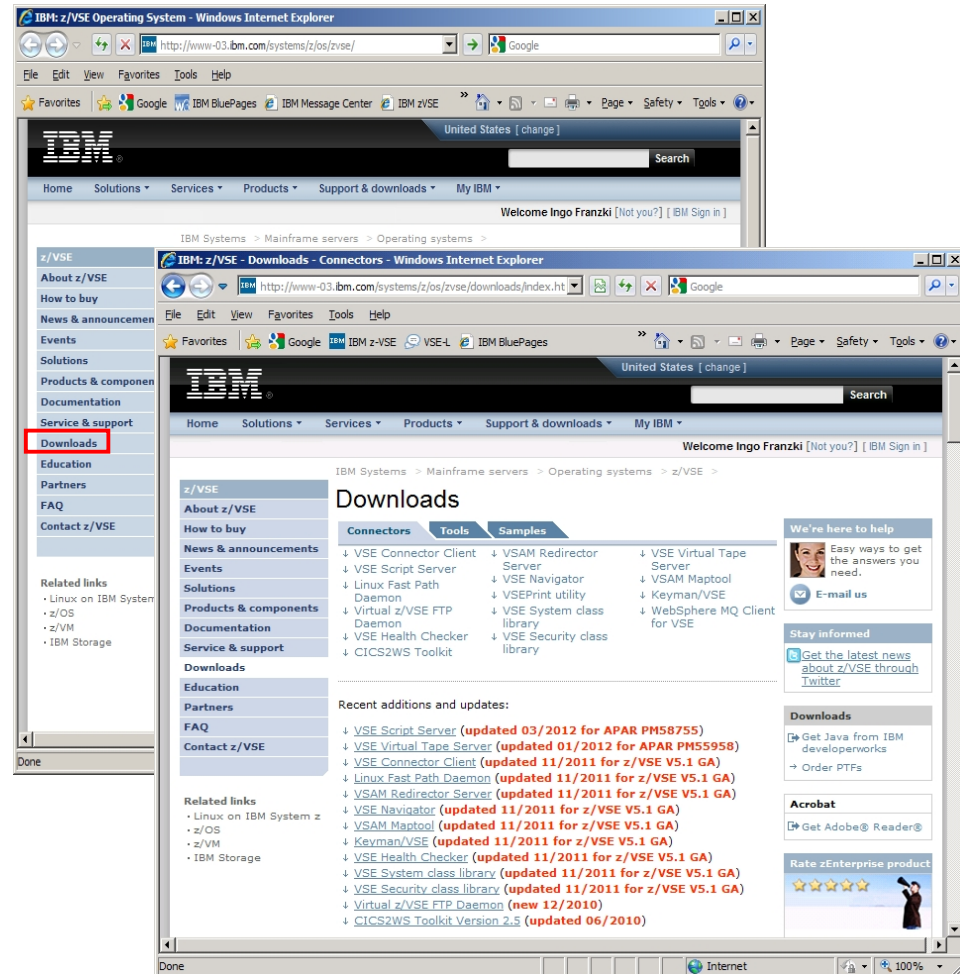 IBM: z/VSE Operating System - Windows Internet Explorer
http://www-03.ibm.com/systems/z/os/zvse/
Google
File Edit View Favorites Tools Help
Favorites Google IBM BluePages IBM Message Center IBM zVSE » Page Safety Tools
United States [ change ]
IBM®
Search
Home Solutions Services Products Support & downloads My IBM
Welcome Ingo Franzki [Not you?] [ IBM Sign in ]
IBM Systems > Mainframe servers > Operating systems >
z/VSE
About z/VSE
How to buy
News & announcemen
Events
Solutions
Products & componen
Documentation
Service & support
Downloads
Education
Partners
FAQ
Contact z/VSE
Related links
· Linux on IBM System
· z/OS
· z/VM
· IBM Storage
Done
IBM: z/VSE - Downloads - Connectors - Windows Internet Explorer
http://www-03.ibm.com/systems/z/os/zvse/downloads/index.ht
Google
File Edit View Favorites Tools Help
Favorites Google IBM z-VSE VSE-L IBM BluePages » Page Safety Tools
United States [ change ]
IBM®
Search
Home Solutions Services Products Support & downloads My IBM
Welcome Ingo Franzki [Not you?] [ IBM Sign in ]
IBM Systems > Mainframe servers > Operating systems > z/VSE >
z/VSE
About z/VSE
How to buy
News & announcements
Events
Solutions
Products & components
Documentation
Service & support
Downloads
Education
Partners
FAQ
Contact z/VSE
Related links
· Linux on IBM System z
· z/OS
· z/VM
· IBM Storage
Downloads
Connectors Tools Samples
↓ VSE Connector Client
↓ VSE Script Server
↓ Linux Fast Path
Daemon
↓ Virtual z/VSE FTP
Daemon
↓ VSE Health Checker
↓ CICS2WS Toolkit
↓ VSAM Redirector
Server
↓ VSE Navigator
↓ VSEPrint utility
↓ VSE System class
library
↓ VSE Security class
library
↓ VSE Virtual Tape
Server
↓ VSAM Maptool
↓ Keyman/VSE
↓ WebSphere MQ Client
for VSE
Recent additions and updates:
↓ VSE Script Server (updated 03/2012 for APAR PM58755)
↓ VSE Virtual Tape Server (updated 01/2012 for APAR PM55958)
↓ VSE Connector Client (updated 11/2011 for z/VSE V5.1 GA)
↓ Linux Fast Path Daemon (updated 11/2011 for z/VSE V5.1 GA)
↓ VSAM Redirector Server (updated 11/2011 for z/VSE V5.1 GA)
↓ VSE Navigator (updated 11/2011 for z/VSE V5.1 GA)
↓ VSAM Maptool (updated 11/2011 for z/VSE V5.1 GA)
↓ Keyman/VSE (updated 11/2011 for z/VSE V5.1 GA)
↓ VSE Health Checker (updated 11/2011 for z/VSE V5.1 GA)
↓ VSE System class library (updated 11/2011 for z/VSE V5.1 GA)
↓ VSE Security class library (updated 11/2011 for z/VSE V5.1 GA)
↓ Virtual z/VSE FTP Daemon (new 12/2010)
↓ CICS2WS Toolkit Version 2.5 (updated 06/2010)
We're here to help
Easy ways to get
the answers you
need.
E-mail us
Stay informed
Get the latest news
about z/VSE through
Twitter
Downloads
Get Java from IBM
developerworks
→ Order PTFs
Acrobat
Get Adobe® Reader®
Rate zEnterprise product
Done
Internet
100%